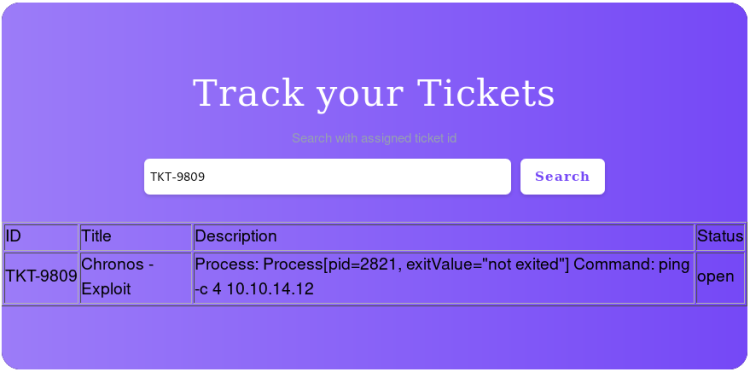 Track your Tickets
Search with assigned ticket id
TKT-9809 Search
ID Title Description Status
TKT-9809 Chronos - Exploit Process: Process[pid=2821, exitValue="not exited"] Command: ping -c 4 10.10.14.12 open